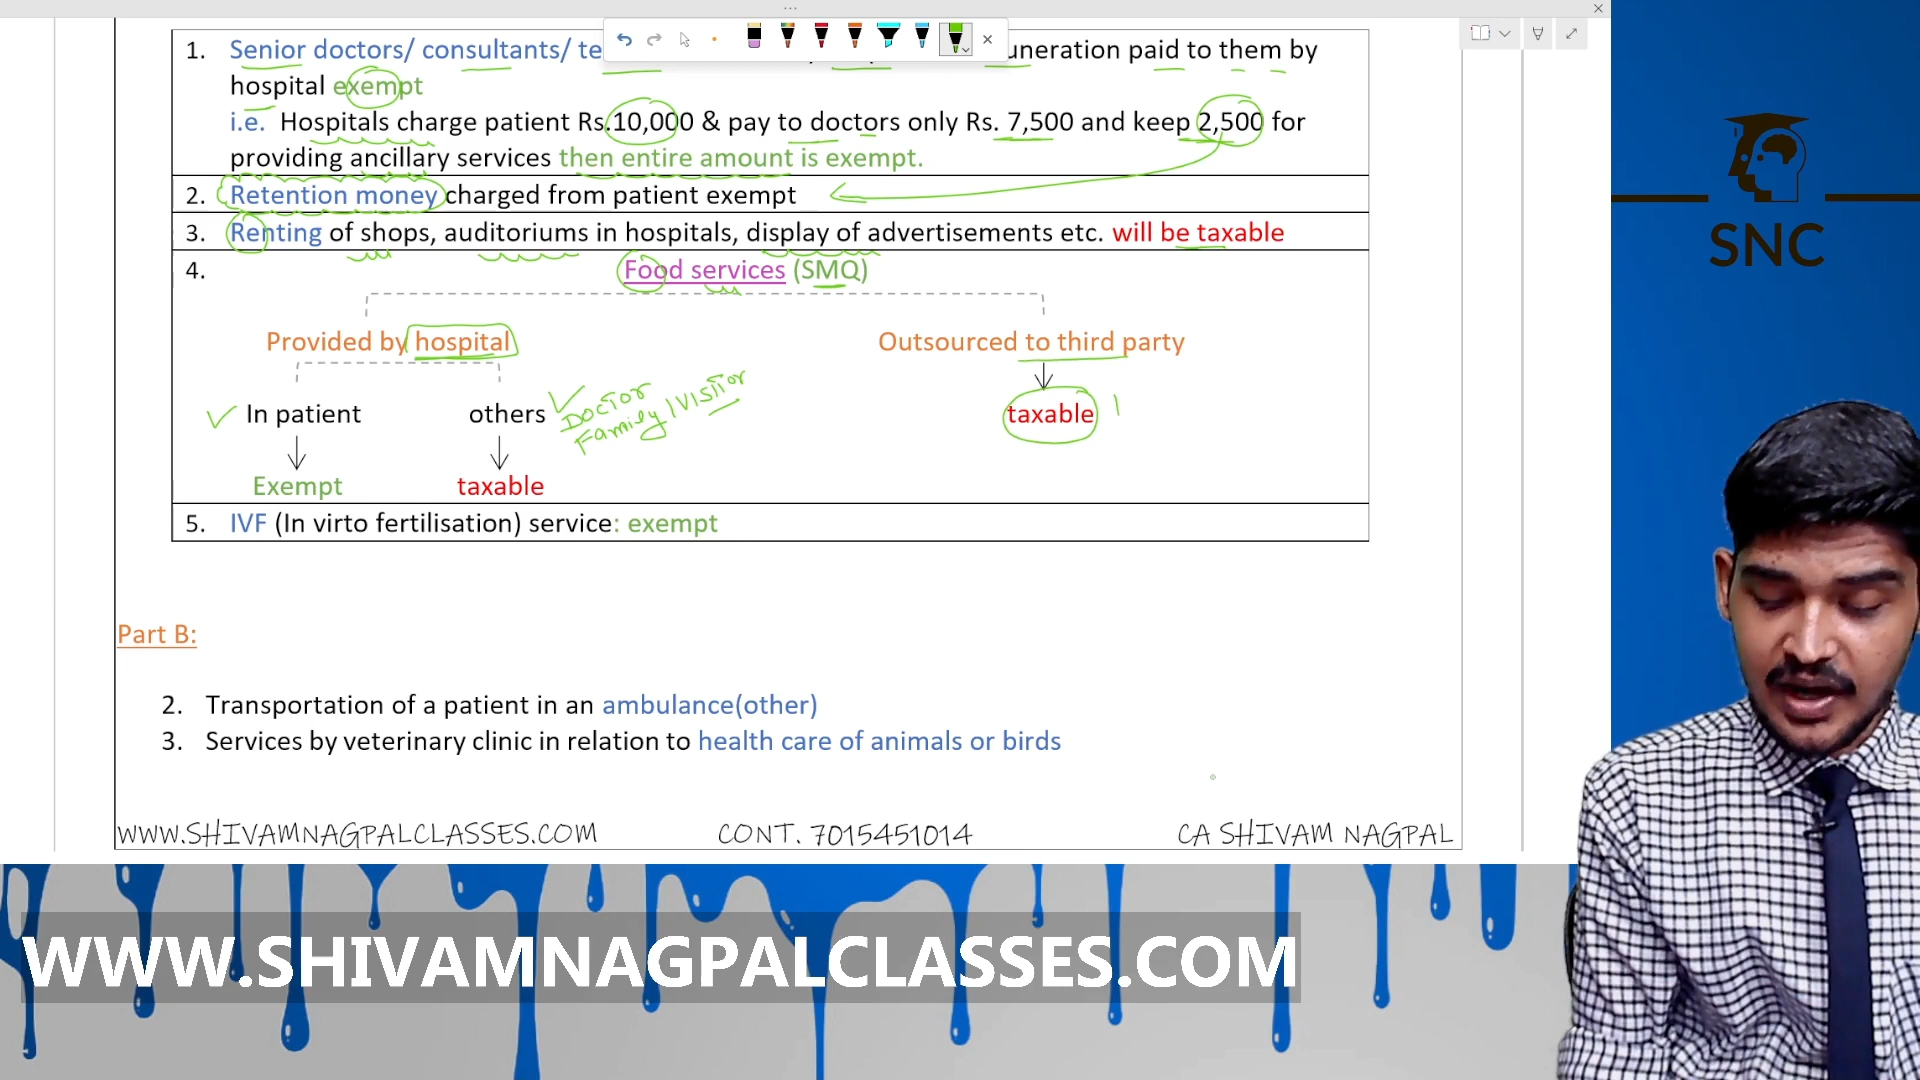 1. Senior doctors/ consultants/ te
uneration paid to them by
hospital exempt
i.e. Hospitals charge patient Rs.10,000 & pay to doctors only Rs. 7,500 and keep 2,500 for
providing ancillary services then entire amount is exempt.
2. Retention money charged from patient exempt
3. Renting of shops, auditoriums in hospitals, display of advertisements etc. will be taxable
4. Food services (SMQ)
Provided by hospital
Outsourced to third party
In patient
others
Doctor
Family/Visitor
taxable
Exempt
taxable
5. IVF (In virto fertilisation) service: exempt
Part B:
2. Transportation of a patient in an ambulance(other)
3. Services by veterinary clinic in relation to health care of animals or birds
WWW.SHIVAMNAGPALCLASSES.COM CONT. 7015451014 CA SHIVAM NAGPAL
WWW.SHIVAMNAGPALCLASSES.COM
SNC